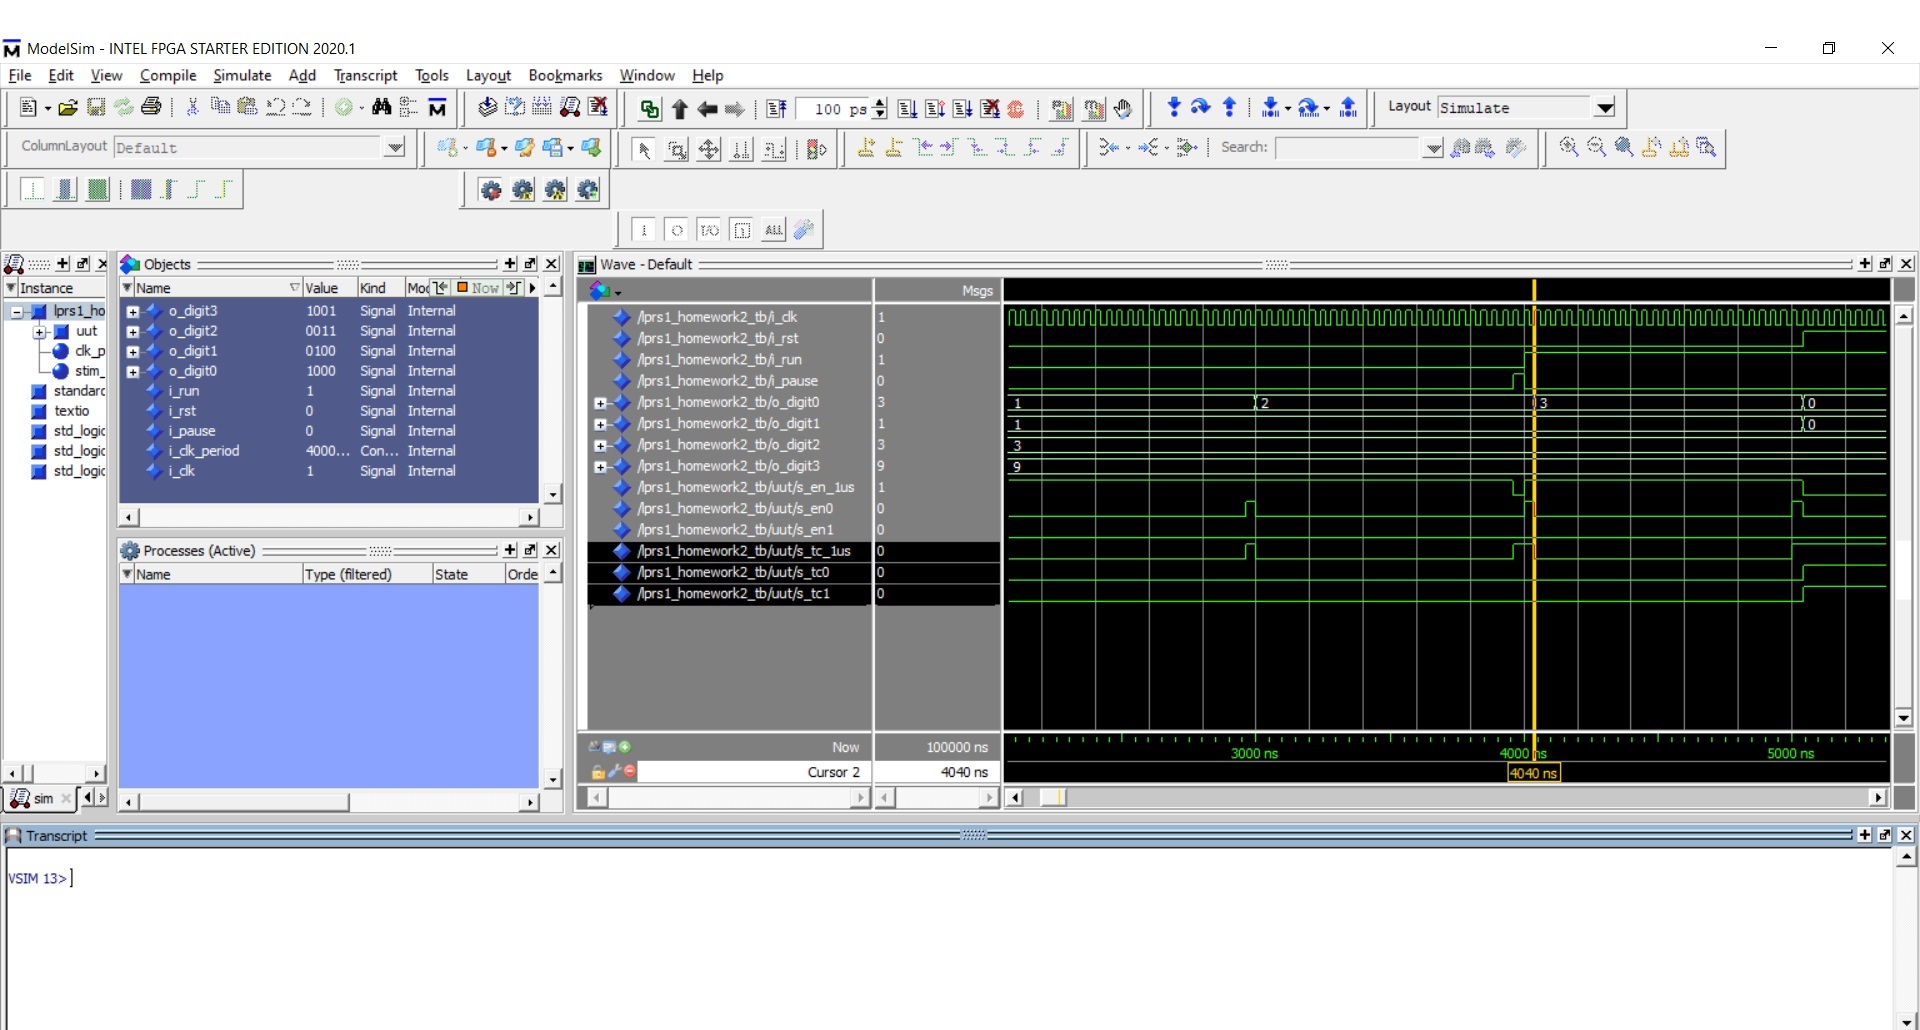 ModelSim - INTEL FPGA STARTER EDITION 2020.1
File Edit View Compile Simulate Add Transcript Tools Layout Bookmarks Window Help
100 ps
Layout Simulate
ColumnLayout Default
Search:
I O I/O ALL
Instance
lprs1_ho
uut
clk_p
stim_
standard
textio
std_logic
std_logic
std_logic
sim
Objects
Name Value Kind Mod Now
o_digit3 1001 Signal Internal
o_digit2 0011 Signal Internal
o_digit1 0100 Signal Internal
o_digit0 1000 Signal Internal
i_run 1 Signal Internal
i_rst 0 Signal Internal
i_pause 0 Signal Internal
i_clk_period 4000... Con... Internal
i_clk 1 Signal Internal
Processes (Active)
Name Type (filtered) State Orde
Wave - Default
Msgs
/lprs1_homework2_tb/i_clk 1
/lprs1_homework2_tb/i_rst 0
/lprs1_homework2_tb/i_run 1
/lprs1_homework2_tb/i_pause 0
/lprs1_homework2_tb/o_digit0 3 1 2 3 0
/lprs1_homework2_tb/o_digit1 1 1 0
/lprs1_homework2_tb/o_digit2 3 3
/lprs1_homework2_tb/o_digit3 9 9
/lprs1_homework2_tb/uut/s_en_1us 1
/lprs1_homework2_tb/uut/s_en0 0
/lprs1_homework2_tb/uut/s_en1 0
/lprs1_homework2_tb/uut/s_tc_1us 0
/lprs1_homework2_tb/uut/s_tc0 0
/lprs1_homework2_tb/uut/s_tc1 0
Now 100000 ns 3000 ns 4000 ns 5000 ns
Cursor 2 4040 ns 4040 ns
Transcript
VSIM 13>